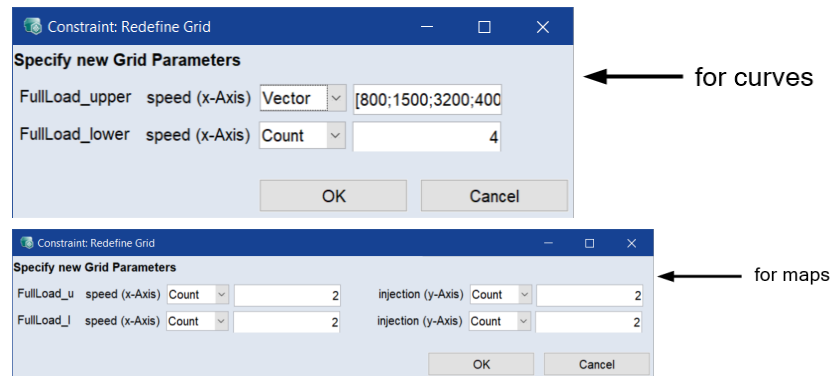 Constraint: Redefine Grid
Specify new Grid Parameters
FullLoad_upper speed (x-Axis) Vector [800;1500;3200;400
FullLoad_lower speed (x-Axis) Count 4
OK Cancel
for curves
Constraint: Redefine Grid
Specify new Grid Parameters
FullLoad_u speed (x-Axis) Count 2 injection (y-Axis) Count 2
FullLoad_l speed (x-Axis) Count 2 injection (y-Axis) Count 2
OK Cancel
for maps